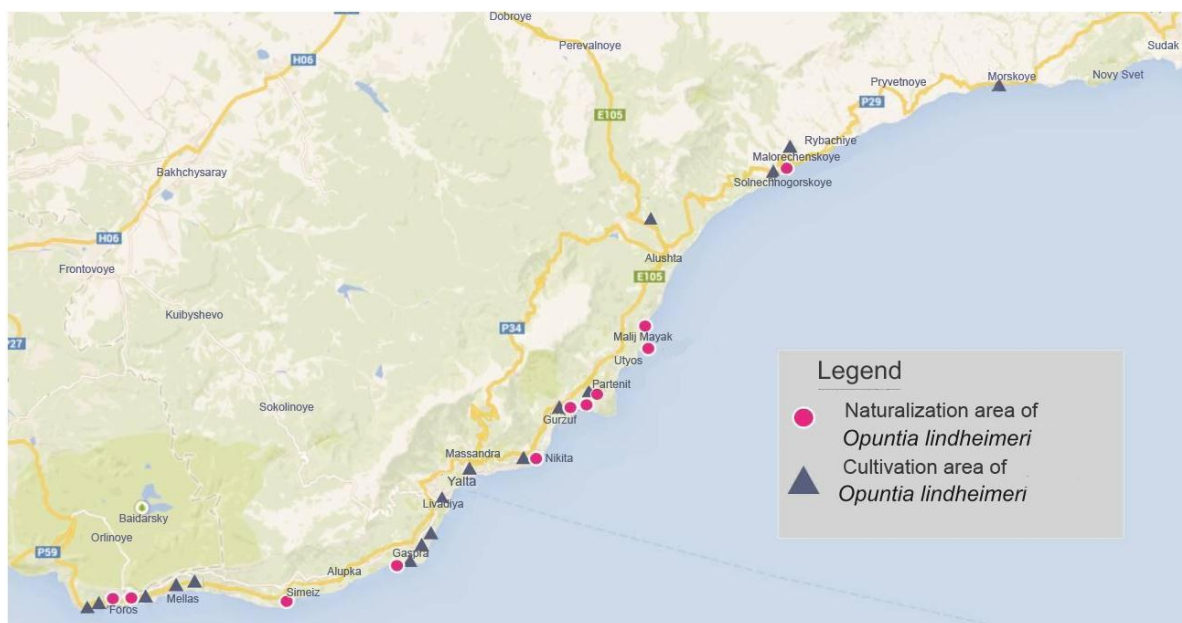 Dobroye
Sudak
Perevalnoye
H06
Novy Svet
Morskoye
Pryvetnoye
P29
E105
Rybachiye
Malorechenskoye
Bakhchysaray
Solnechnogorskoye
H06
Alushta
Frontovoye
E105
Kuibyshevo
P34
Malij Mayak
P27
Utyos
Partenit
Sokolinoye
Gurzuf
Massandra
Nikita
Yalta
Livadiya
Baidarsky
Orlinoye
P59
Gaspra
Alupka
Simeiz
Mellas
Foros
Legend
Naturalization area of
Opuntia lindheimeri
Cultivation area of
Opuntia lindheimeri